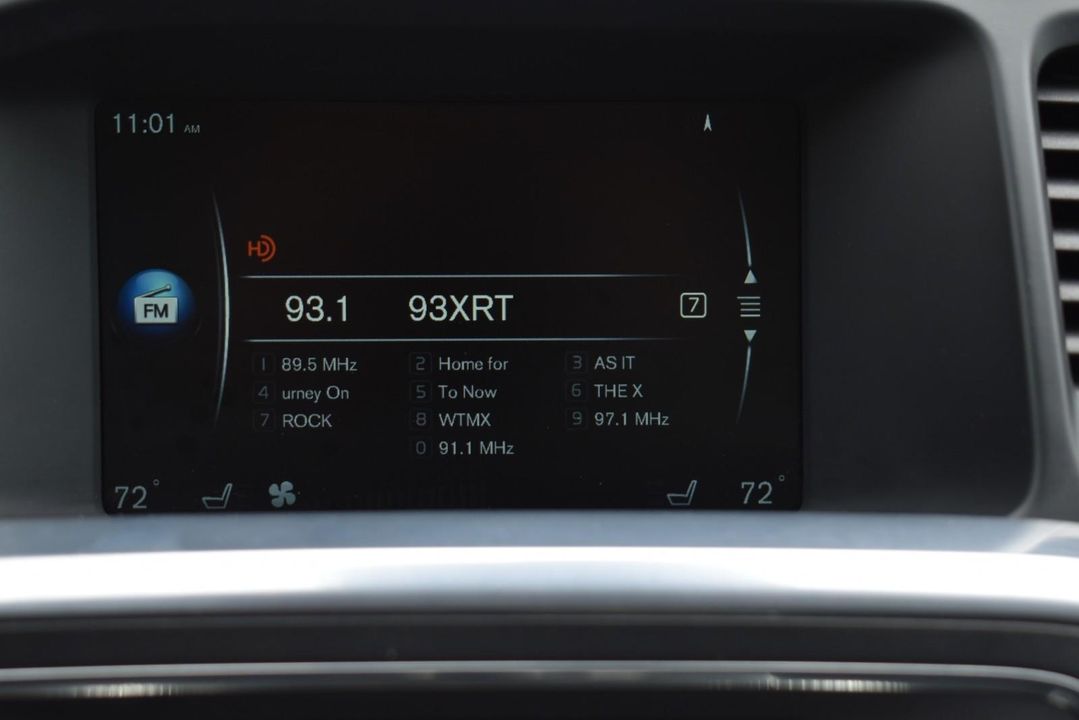 11:01 AM
HD
FM
93.1 93XRT 7
1 89.5 MHz 2 Home for 3 AS IT
4 urney On 5 To Now 6 THE X
7 ROCK 8 WTMX 9 97.1 MHz
0 91.1 MHz
72° 72°